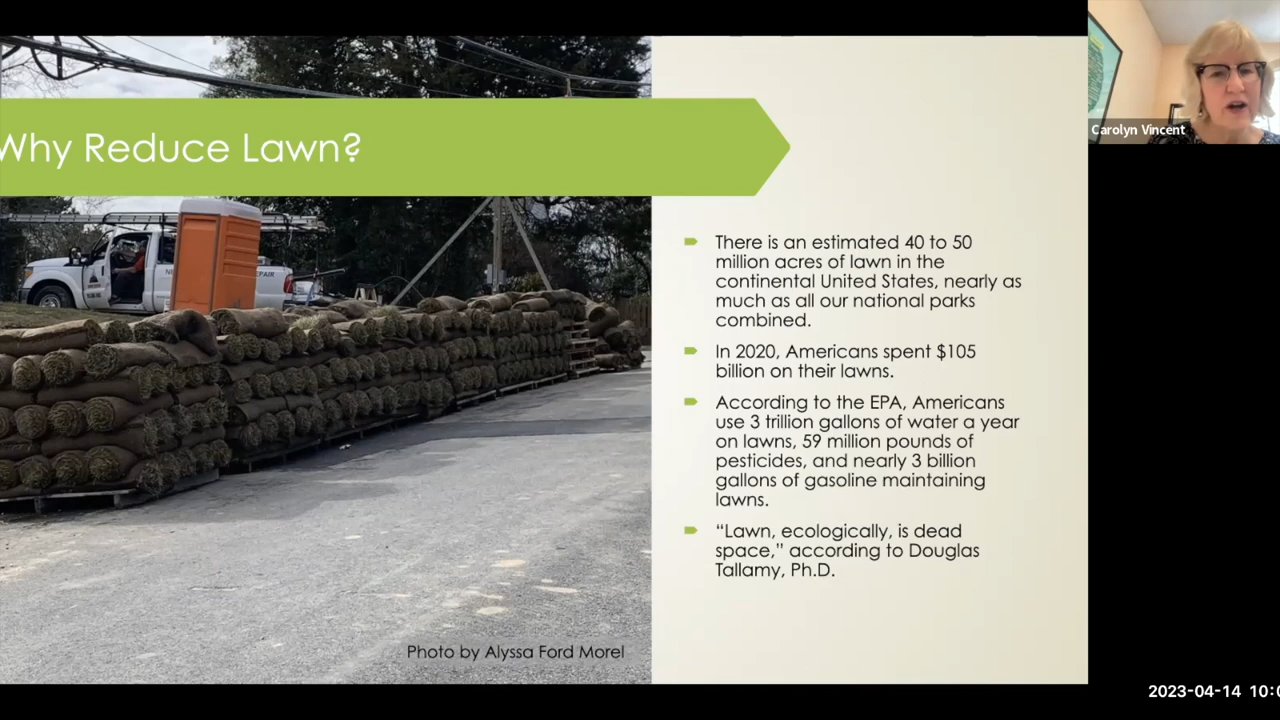 Why Reduce Lawn?
Carolyn Vincent
EPAIR
There is an estimated 40 to 50
million acres of lawn in the
continental United States, nearly as
much as all our national parks
combined.
In 2020, Americans spent $105
billion on their lawns.
According to the EPA, Americans
use 3 trillion gallons of water a year
on lawns, 59 million pounds of
pesticides, and nearly 3 billion
gallons of gasoline maintaining
lawns.
“Lawn, ecologically, is dead
space,” according to Douglas
Tallamy, Ph.D.
Photo by Alyssa Ford Morel
2023-04-14 10:0